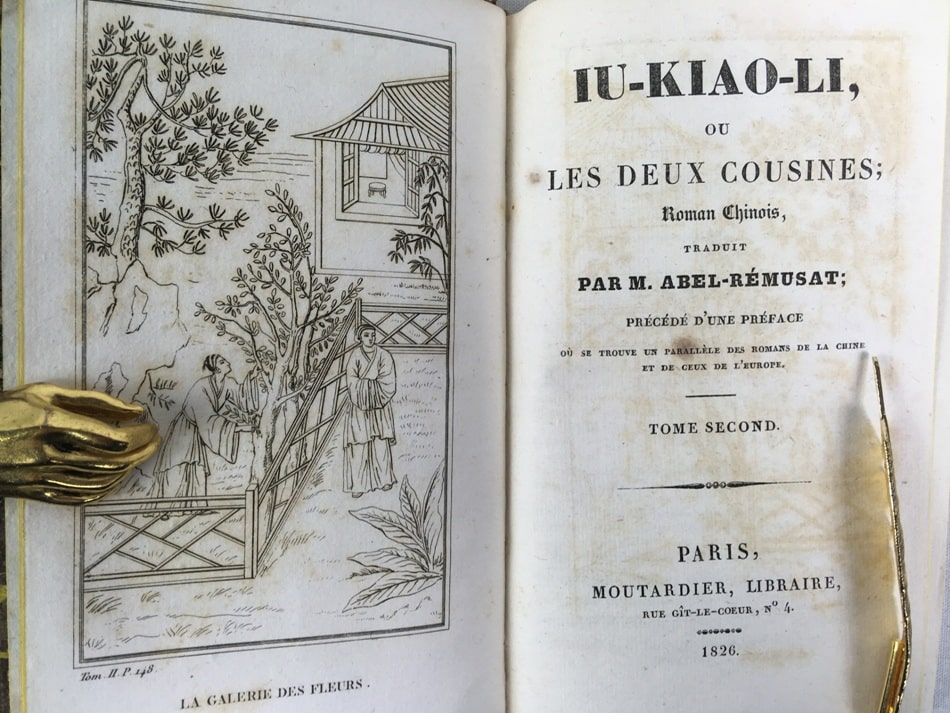 Tom. II. P. 148.
LA GALERIE DES FLEURS.
IU-KIAO-LI,
OU
LES DEUX COUSINES;
Roman Chinois,
TRADUIT
PAR M. ABEL-RÉMUSAT;
PRÉCÉDÉ D'UNE PRÉFACE
OÙ SE TROUVE UN PARALLÈLE DES ROMANS DE LA CHINE
ET DE CEUX DE L'EUROPE.
TOME SECOND.
PARIS,
MOUTARDIER, LIBRAIRE,
RUE GÎT-LE-COEUR, Nº 4.
1826.